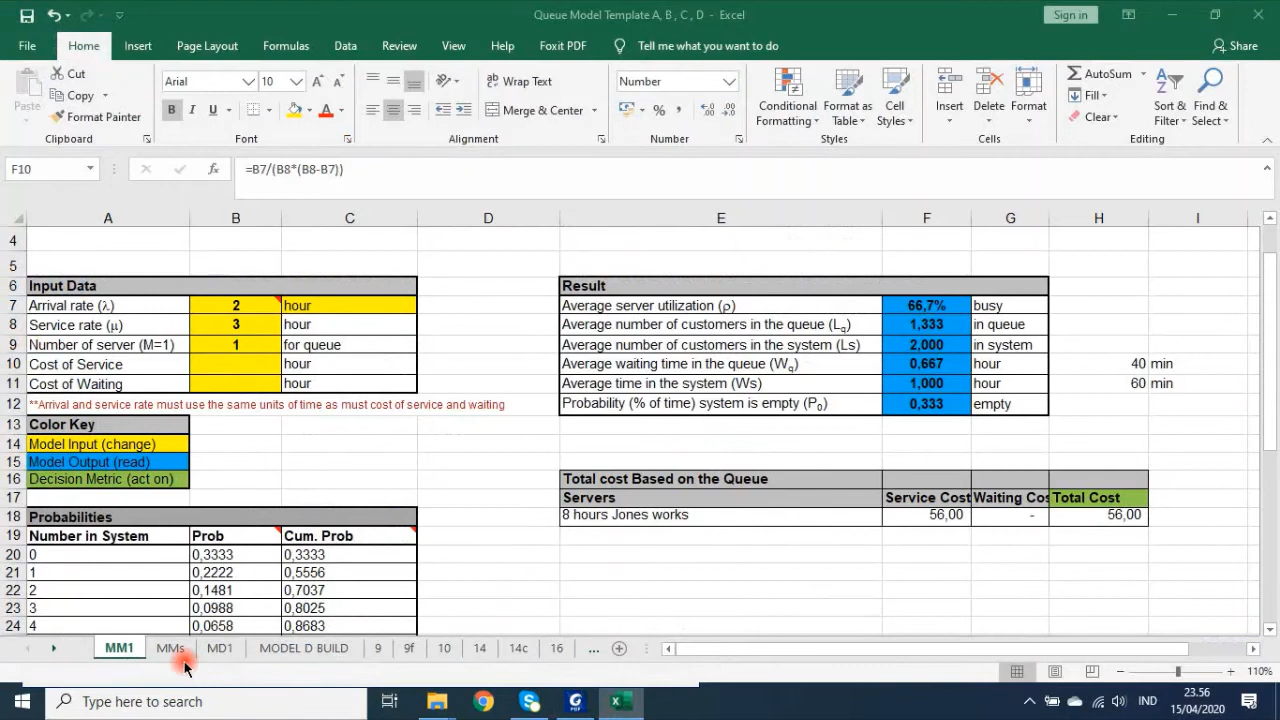 Queue Model Template A, B , C , D - Excel
Sign in
File Home Insert Page Layout Formulas Data Review View Help Foxit PDF Tell me what you want to do Share
Paste
Cut
Copy
Format Painter
Clipboard
Arial 10
B I U
Font
Wrap Text
Merge & Center
Alignment
Number
Number
Conditional Formatting
Format as Table
Cell Styles
Styles
Insert Delete Format
Cells
AutoSum
Fill
Clear
Sort & Filter
Find & Select
Editing
F10 fx =B7/(B8*(B8-B7))
A B C D E F G H I
4
5
6 Input Data Result
7 Arrival rate (λ) 2 hour Average server utilization (ρ) 66,7% busy
8 Service rate (μ) 3 hour Average number of customers in the queue (Lq) 1,333 in queue
9 Number of server (M=1) 1 for queue Average number of customers in the system (Ls) 2,000 in system
10 Cost of Service hour Average waiting time in the queue (Wq) 0,667 hour 40 min
11 Cost of Waiting hour Average time in the system (Ws) 1,000 hour 60 min
12 **Arrival and service rate must use the same units of time as must cost of service and waiting Probability (% of time) system is empty (P0) 0,333 empty
13 Color Key
14 Model Input (change)
15 Model Output (read)
16 Decision Metric (act on) Total cost Based on the Queue
17 Servers Service Cost Waiting Cos Total Cost
18 Probabilities 8 hours Jones works 56,00 - 56,00
19 Number in System Prob Cum. Prob
20 0 0,3333 0,3333
21 1 0,2222 0,5556
22 2 0,1481 0,7037
23 3 0,0988 0,8025
24 4 0,0658 0,8683
MM1 MMs MD1 MODEL D BUILD 9 9f 10 14 14c 16 ...
110%
Type here to search
IND
23.56
15/04/2020